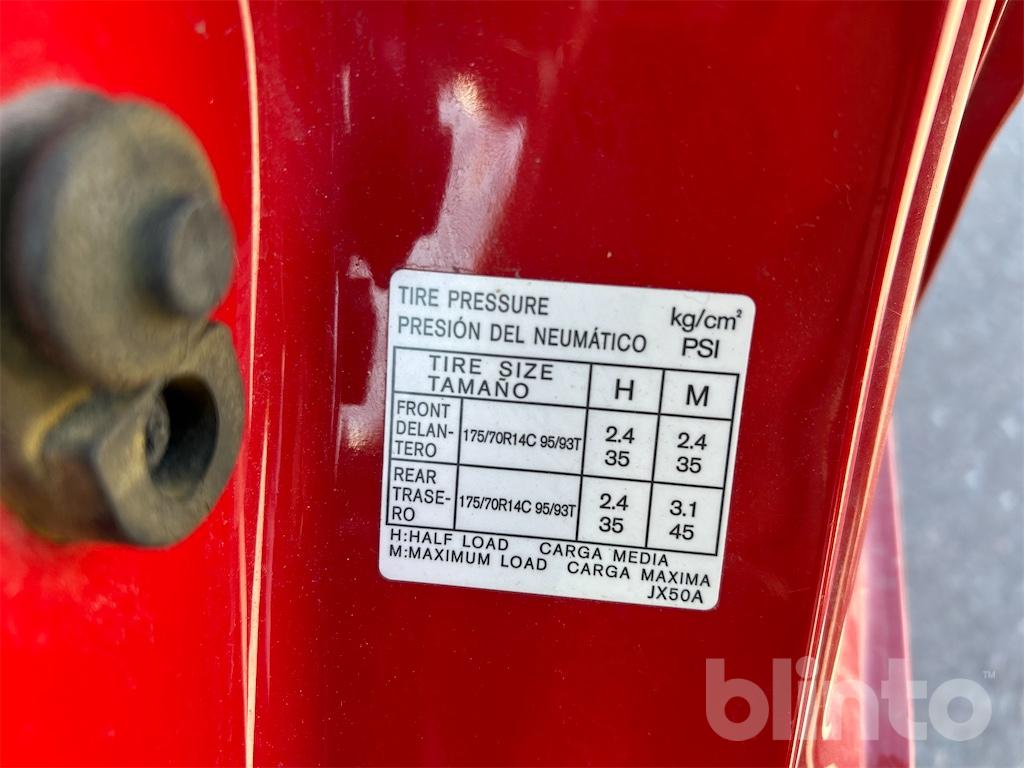 TIRE PRESSURE
PRESIÓN DEL NEUMÁTICO
kg/cm²
PSI
TIRE SIZE
TAMAÑO
H
M
FRONT
DELAN-
TERO
175/70R14C 95/93T
2.4
35
2.4
35
REAR
TRASE-
RO
175/70R14C 95/93T
2.4
35
3.1
45
H:HALF LOAD CARGA MEDIA
M:MAXIMUM LOAD CARGA MAXIMA
JX50A
blinto™